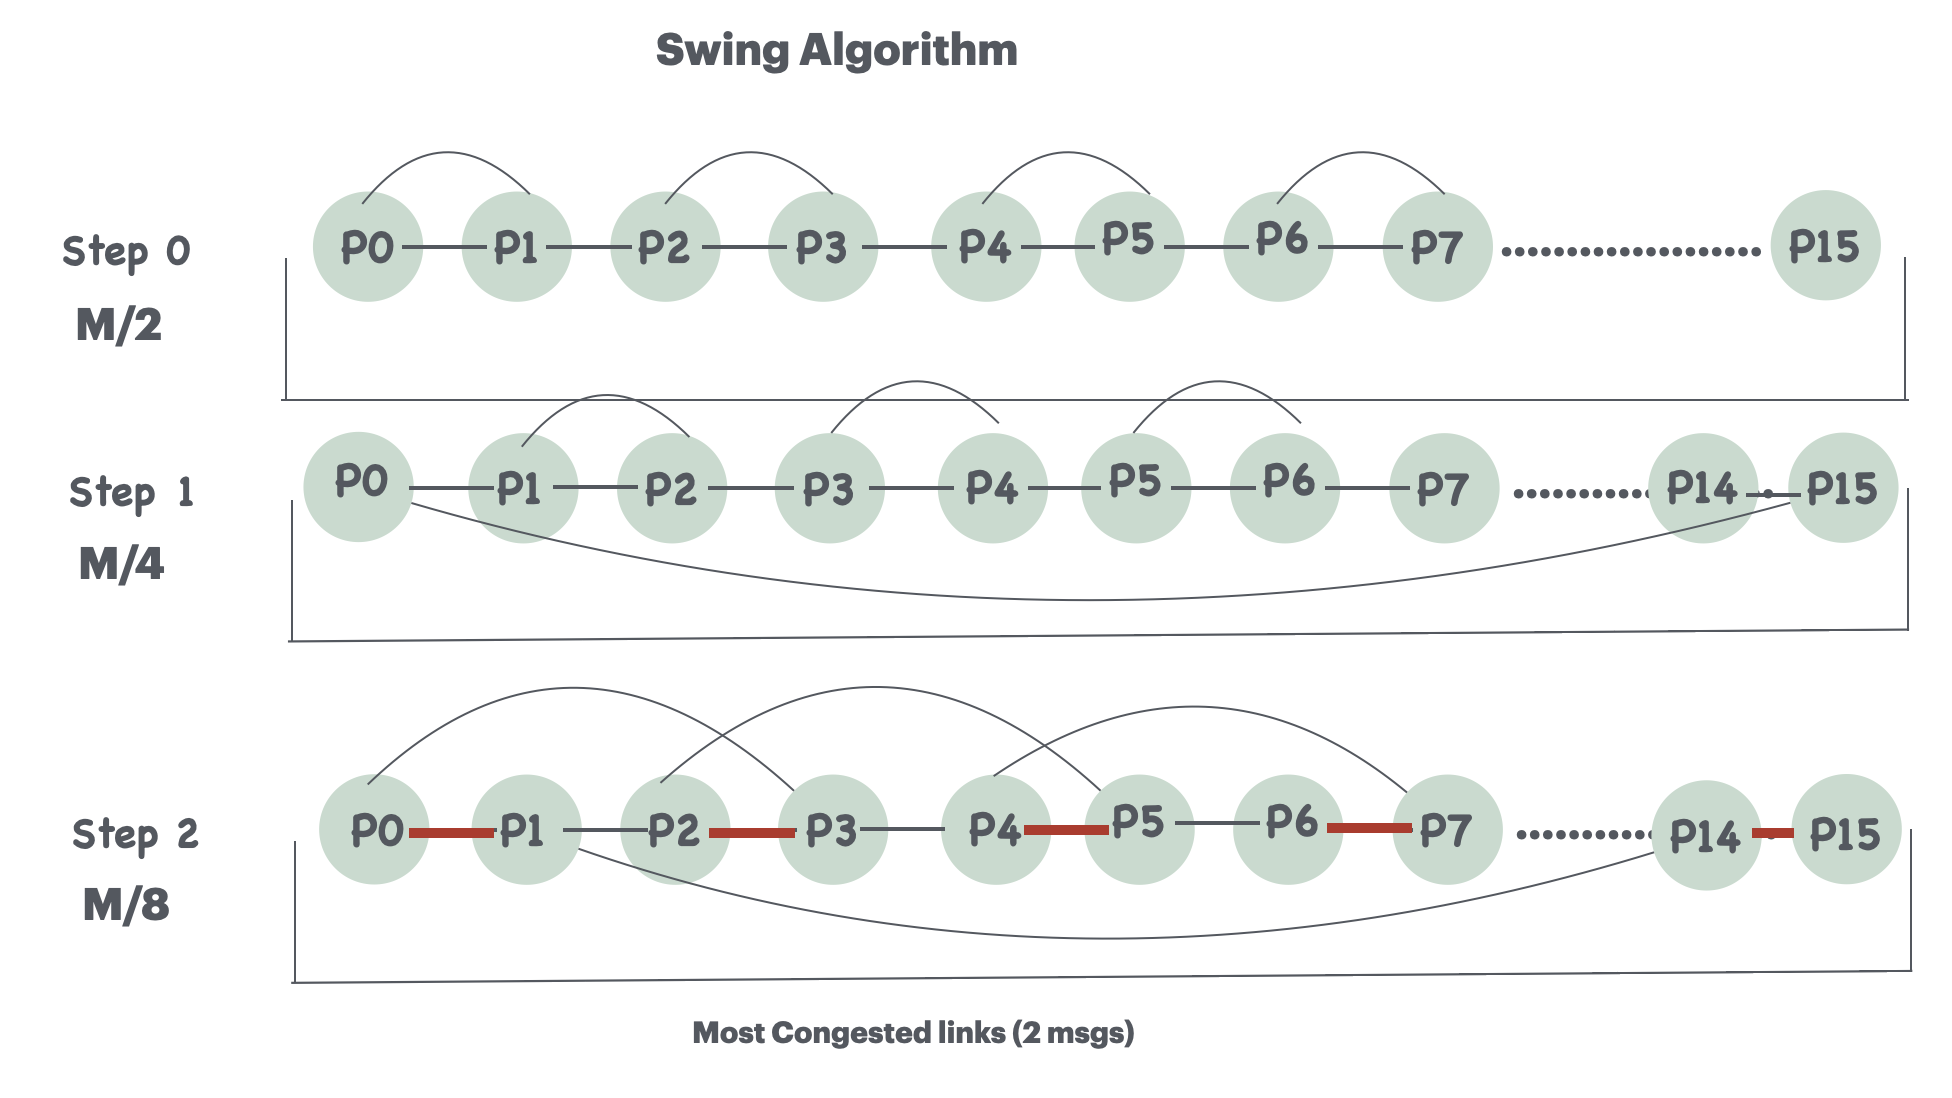 Swing Algorithm
Step 0
P0 P1 P2 P3 P4 P5 P6 P7 P15
M/2
Step 1
P0 P1 P2 P3 P4 P5 P6 P7 P14 P15
M/4
Step 2
P0 P1 P2 P3 P4 P5 P6 P7 P14 P15
M/8
Most Congested links (2 msgs)